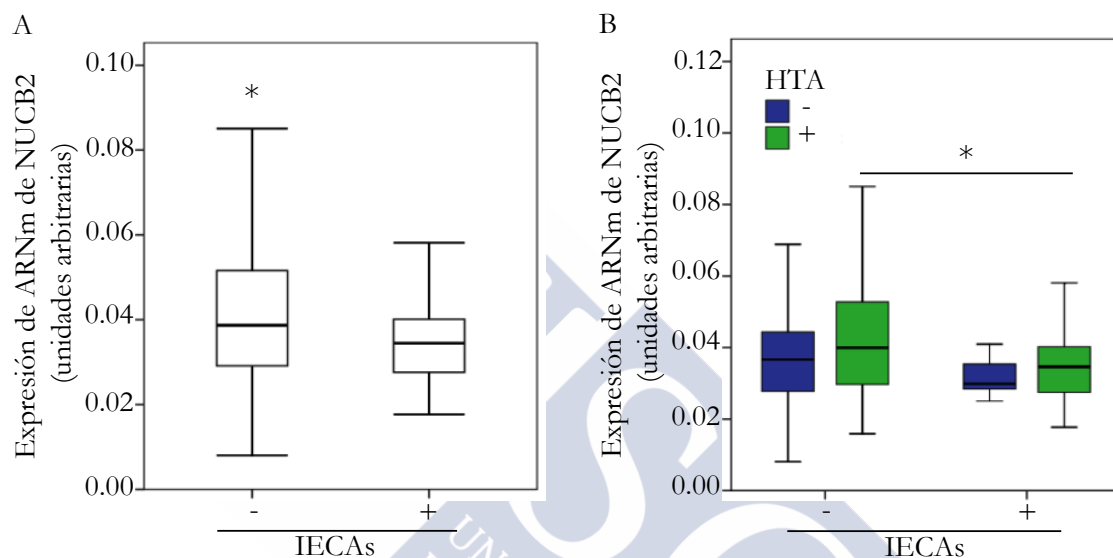 A
Expresión de ARNm de NUCB2
(unidades arbitrarias)
0.10
0.08
0.06
0.04
0.02
0.00
*
- +
IECAs
B
Expresión de ARNm de NUCB2
(unidades arbitrarias)
0.12
0.10
0.08
0.06
0.04
0.02
0.00
HTA
-
+
*
- +
IECAs